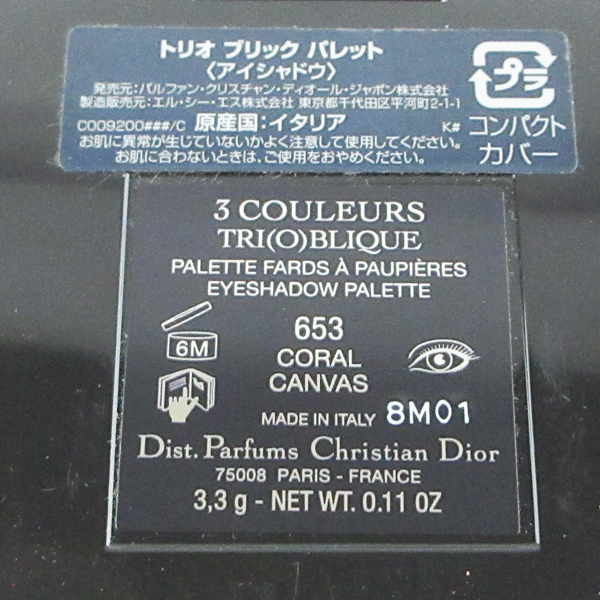 トリオ ブリック パレット
〈アイシャドウ〉
発売元:パルファン・クリスチャン・ディオール・ジャポン株式会社
製造販売元:エル・シー・エス株式会社 東京都千代田区平河町2-1-1
C009200###/C 原産国:イタリア K#
お肌に異常が生じていないかよく注意して使用してください。
お肌に合わないときは、ご使用をおやめください。
プラ
コンパクト
カバー
3 COULEURS
TRI(O)BLIQUE
PALETTE FARDS À PAUPIÈRES
EYESHADOW PALETTE
6M
653
CORAL
CANVAS
MADE IN ITALY 8M01
Dist. Parfums Christian Dior
75008 PARIS - FRANCE
3,3 g - NET WT. 0.11 OZ